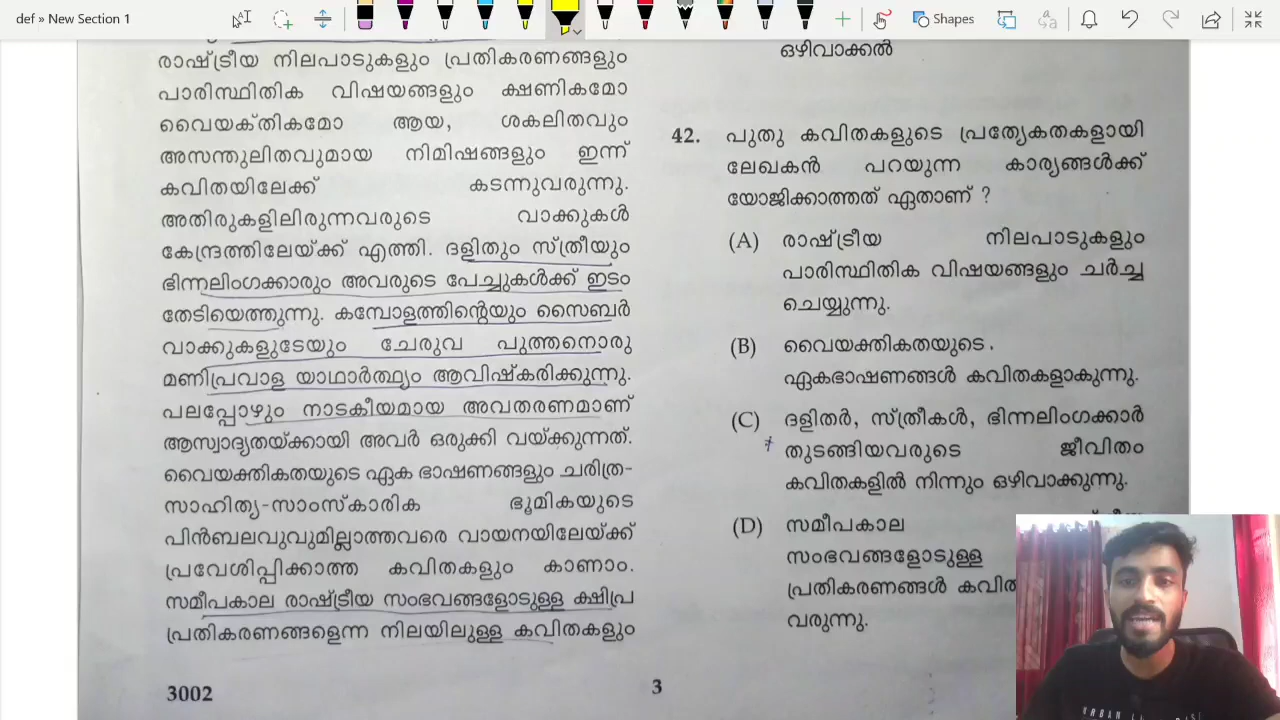 def » New Section 1
Shapes
രാഷ്ട്രീയ നിലപാടുകളും പ്രതികരണങ്ങളും
പാരിസ്ഥിതിക വിഷയങ്ങളും ക്ഷണികമോ
വൈയക്തികമോ ആയ, ശകലിതവും
അസന്തുലിതവുമായ നിമിഷങ്ങളും ഇന്ന്
കവിതയിലേക്ക് കടന്നുവരുന്നു.
അതിരുകളിലിരുന്നവരുടെ വാക്കുകൾ
കേന്ദ്രത്തിലേയ്ക്ക് എത്തി. ദളിതും സ്ത്രീയും
ഭിന്നലിംഗക്കാരും അവരുടെ പേച്ചുകൾക്ക് ഇടം
തേടിയെത്തുന്നു. കമ്പോളത്തിന്റെയും സൈബർ
വാക്കുകളുടേയും ചേരുവ പുത്തനൊരു
മണിപ്രവാള യാഥാർത്ഥ്യം ആവിഷ്കരിക്കുന്നു.
പലപ്പോഴും നാടകീയമായ അവതരണമാണ്
ആസ്വാദ്യതയ്ക്കായി അവർ ഒരുക്കി വയ്ക്കുന്നത്.
വൈയക്തികതയുടെ ഏക ഭാഷണങ്ങളും ചരിത്ര-
സാഹിത്യ-സാംസ്കാരിക ഭൂമികയുടെ
പിൻബലവുവുമില്ലാത്തവരെ വായനയിലേയ്ക്ക്
പ്രവേശിപ്പിക്കാത്ത കവിതകളും കാണാം.
സമീപകാല രാഷ്ട്രീയ സംഭവങ്ങളോടുള്ള ക്ഷിപ്ര
പ്രതികരണങ്ങളെന്ന നിലയിലുള്ള കവിതകളും
ഒഴിവാക്കൽ
42. പുതു കവിതകളുടെ പ്രത്യേകതകളായി
ലേഖകൻ പറയുന്ന കാര്യങ്ങൾക്ക്
യോജിക്കാത്തത് ഏതാണ് ?
(A) രാഷ്ട്രീയ നിലപാടുകളും
പാരിസ്ഥിതിക വിഷയങ്ങളും ചർച്ച
ചെയ്യുന്നു.
(B) വൈയക്തികതയുടെ
ഏകഭാഷണങ്ങൾ കവിതകളാകുന്നു.
(C) ദളിതർ, സ്ത്രീകൾ, ഭിന്നലിംഗക്കാർ
തുടങ്ങിയവരുടെ ജീവിതം
കവിതകളിൽ നിന്നും ഒഴിവാക്കുന്നു.
(D) സമീപകാല
സംഭവങ്ങളോടുള്ള
പ്രതികരണങ്ങൾ
വരുന്നു.
3002
3